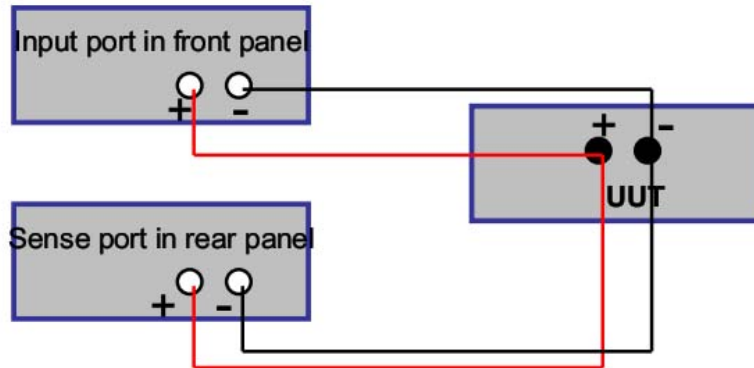 Input port in front panel
+ -
+ -
UUT
Sense port in rear panel
+ -